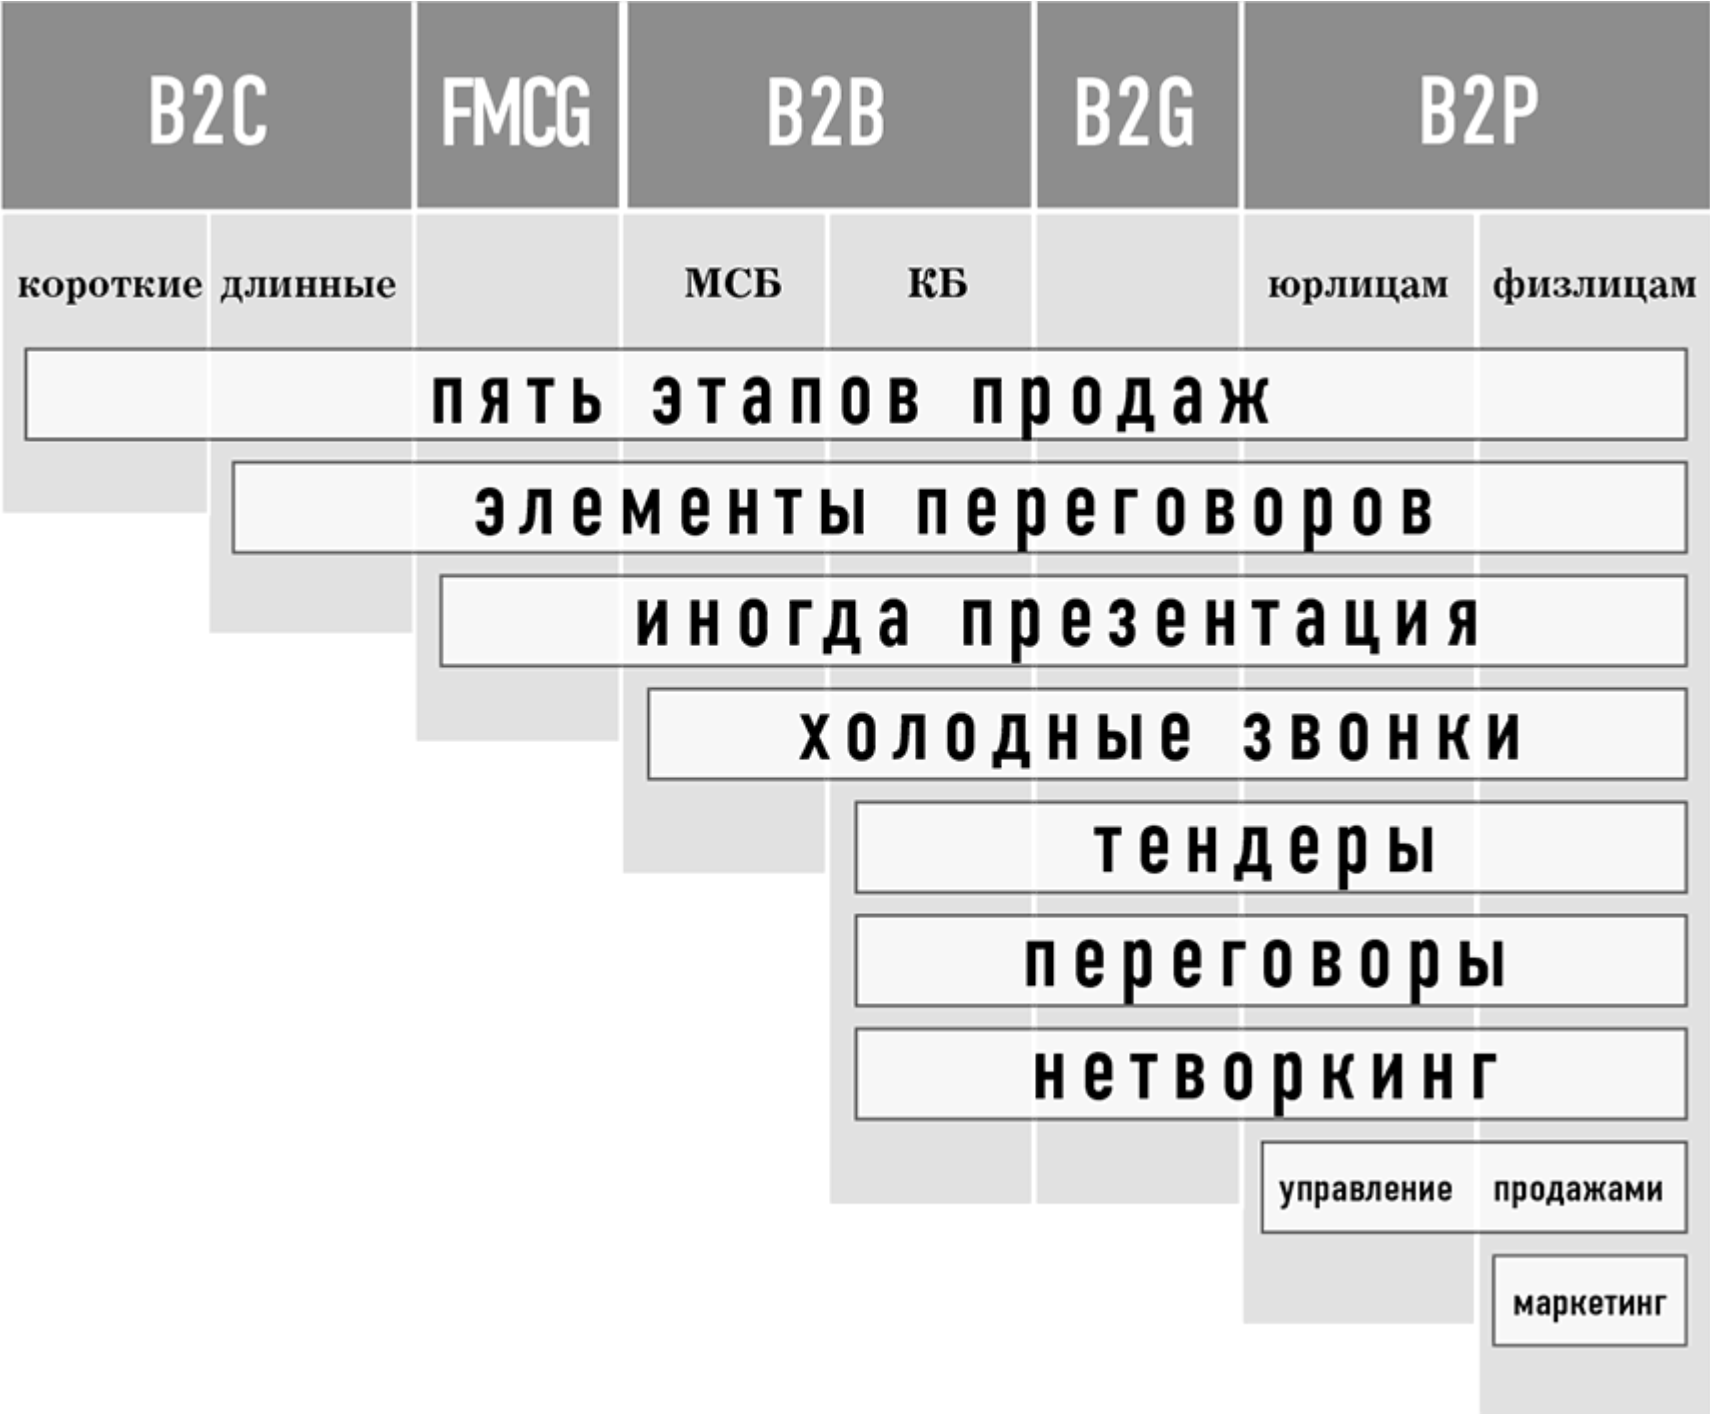 B2C FMCG B2B B2G B2P
короткие длинные МСБ КБ юрлицам физлицам
пять этапов продаж
элементы переговоров
иногда презентация
холодные звонки
тендеры
переговоры
нетворкинг
управление продажами
маркетинг